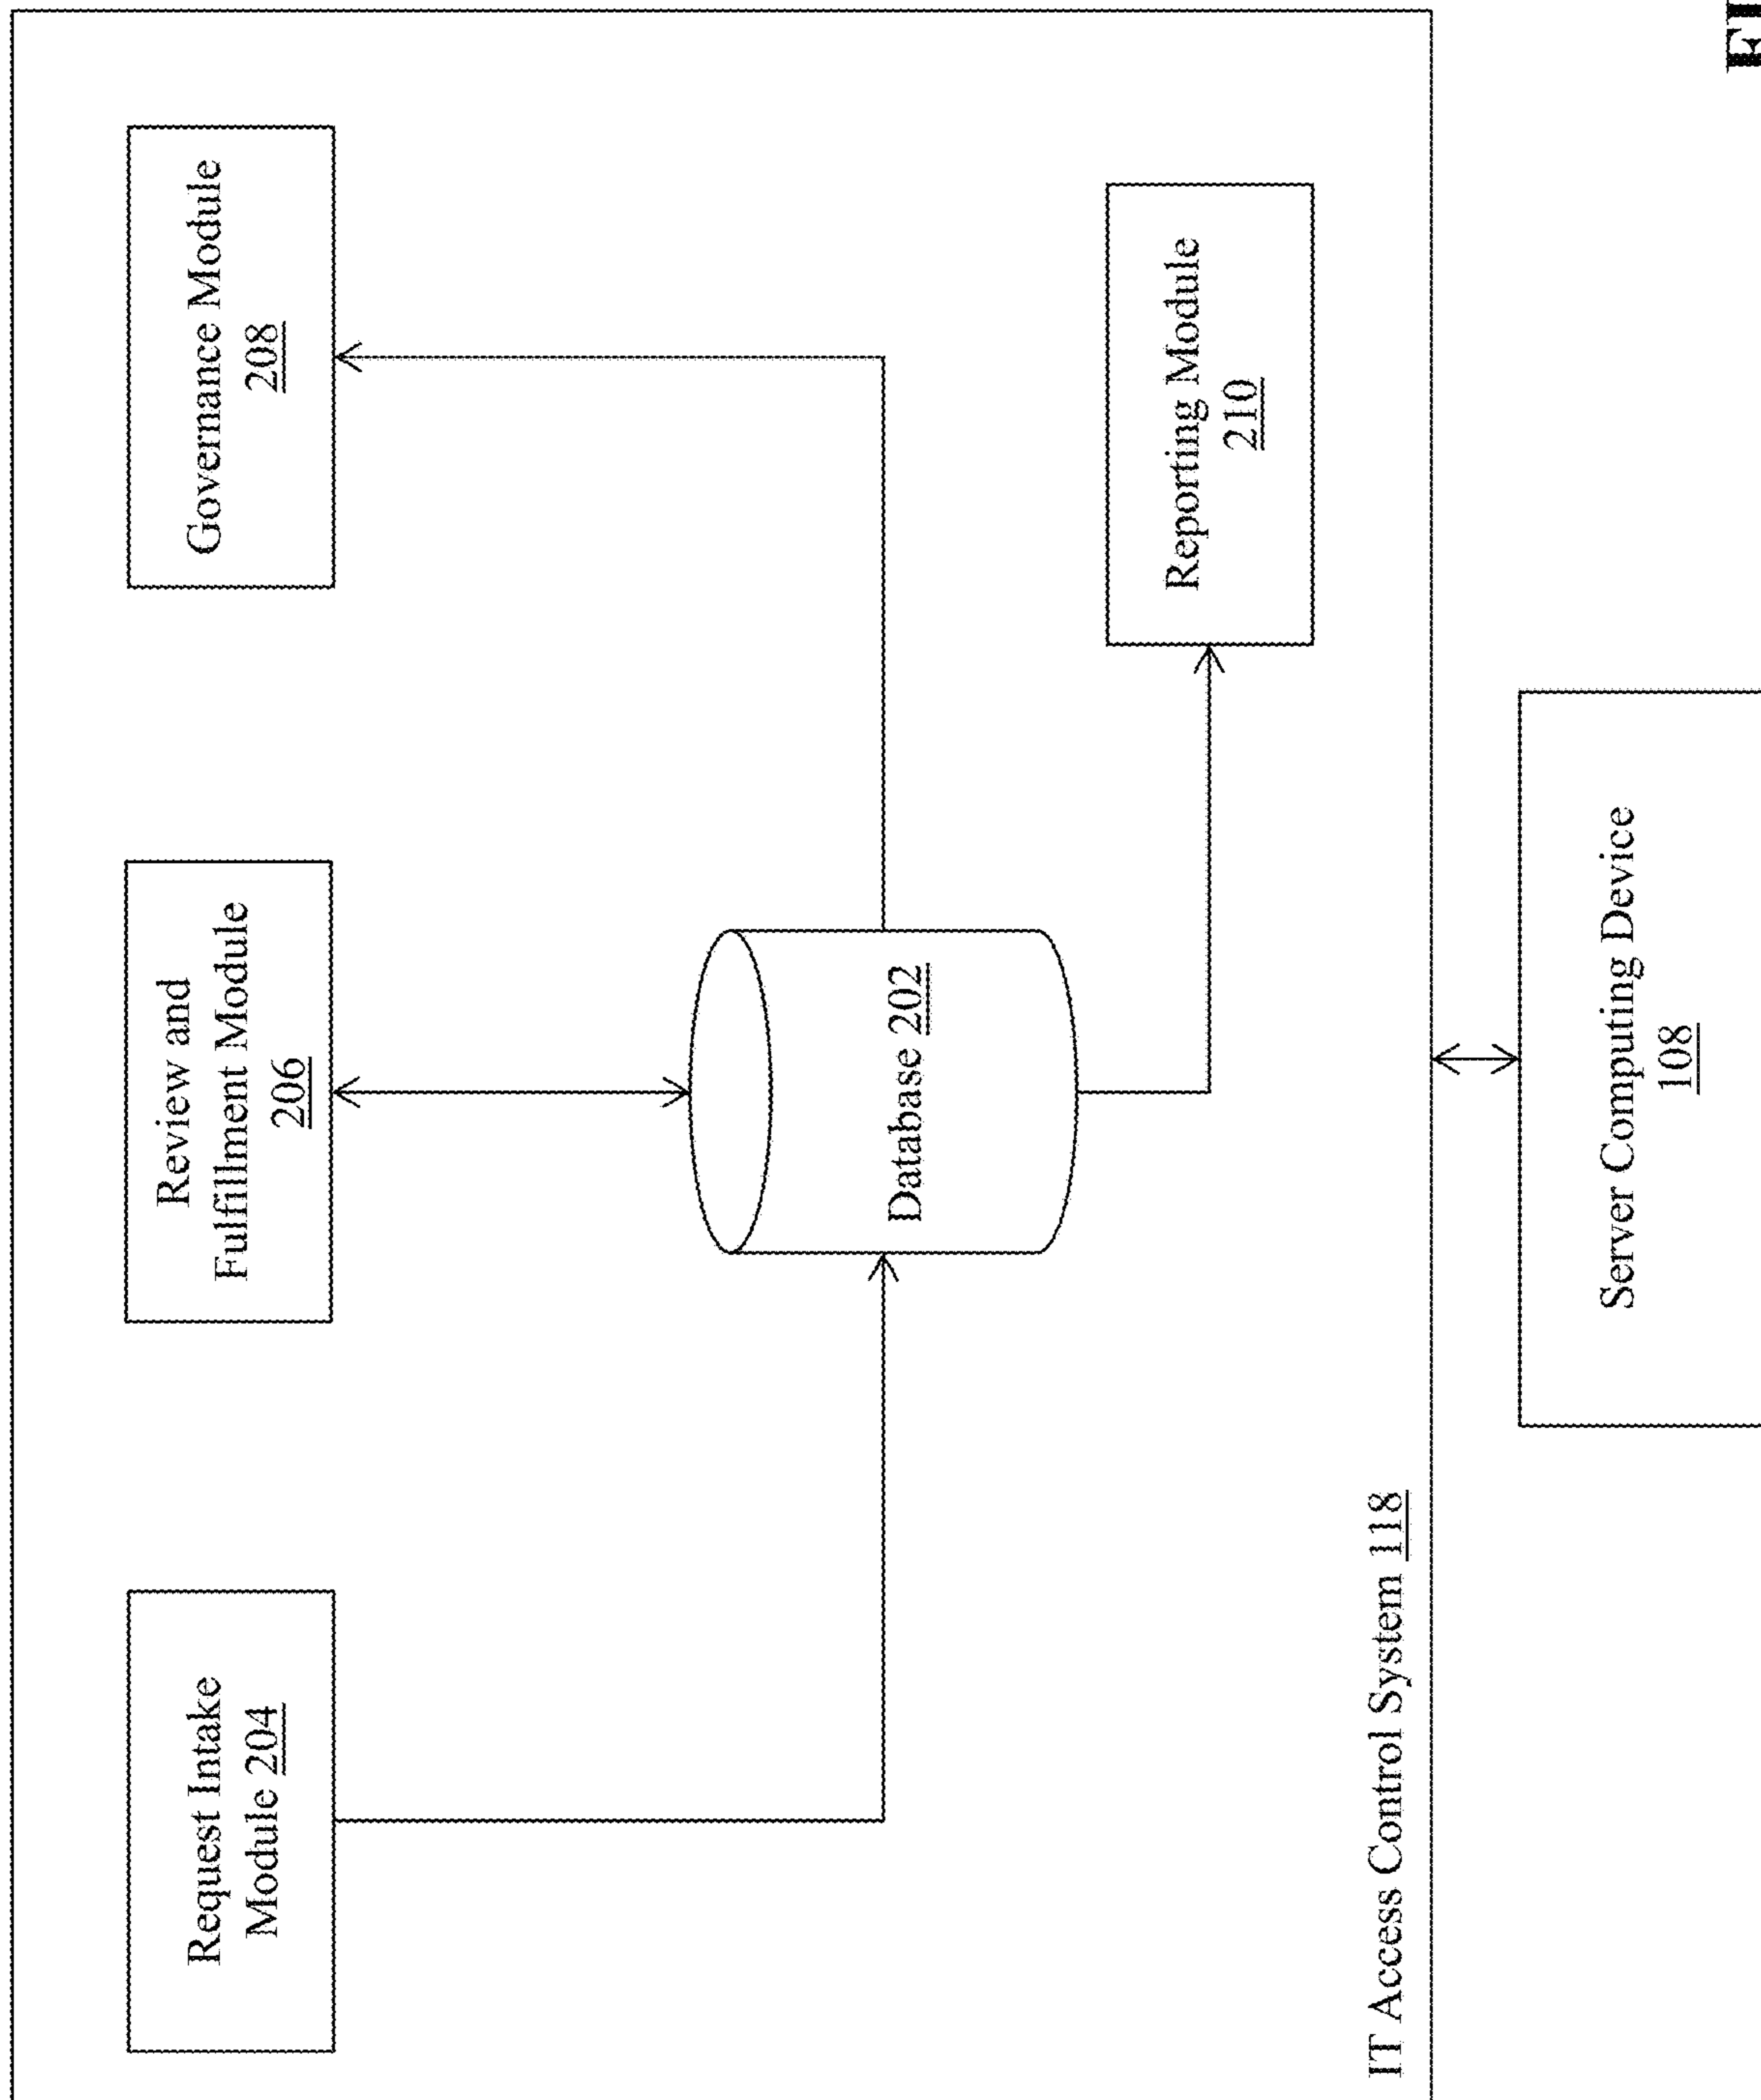 Request Intake
Module 204
Review and
Fulfillment Module
206
Governance Module
208
Database 202
Reporting Module
210
IT Access Control System 118
Server Computing Device
108